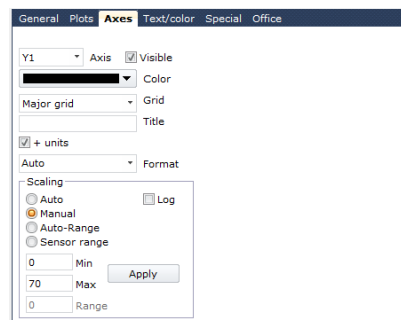 General Plots Axes Text/color Special Office
Y1 Axis Visible
Color
Major grid Grid
Title
+ units
Auto Format
Scaling
Auto Log
Manual
Auto-Range
Sensor range
0 Min
Apply
70 Max
0 Range